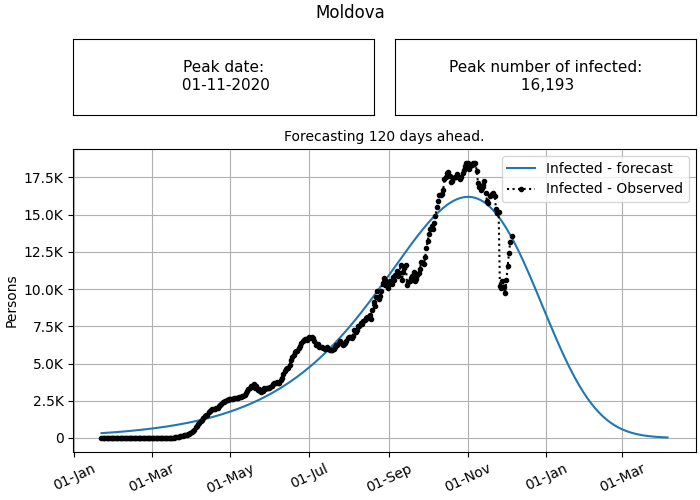 Moldova
Peak date:
01-11-2020
Peak number of infected:
16,193
Forecasting 120 days ahead.
Infected - forecast
Infected - Observed
Persons
17.5K
15.0K
12.5K
10.0K
7.5K
5.0K
2.5K
0
01-Jan
01-Mar
01-May
01-Jul
01-Sep
01-Nov
01-Jan
01-Mar